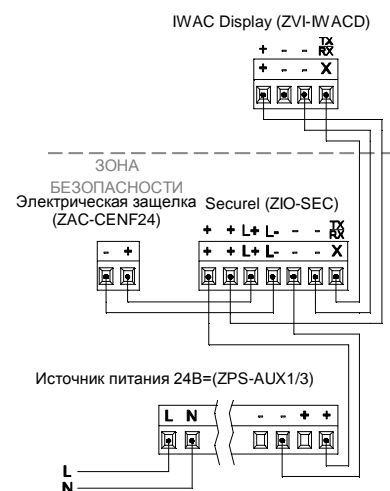 IWAC Display (ZVI-IWACD)
+ - - TX RX
+ - - X
ЗОНА
БЕЗОПАСНОСТИ
Электрическая защелка
(ZAC-CENF24)
Securel (ZIO-SEC)
+ + L+ L- - - TX RX
- +
+ + L+ L- - - X
Источник питания 24В=(ZPS-AUX1/3)
L N - - + +
L
N